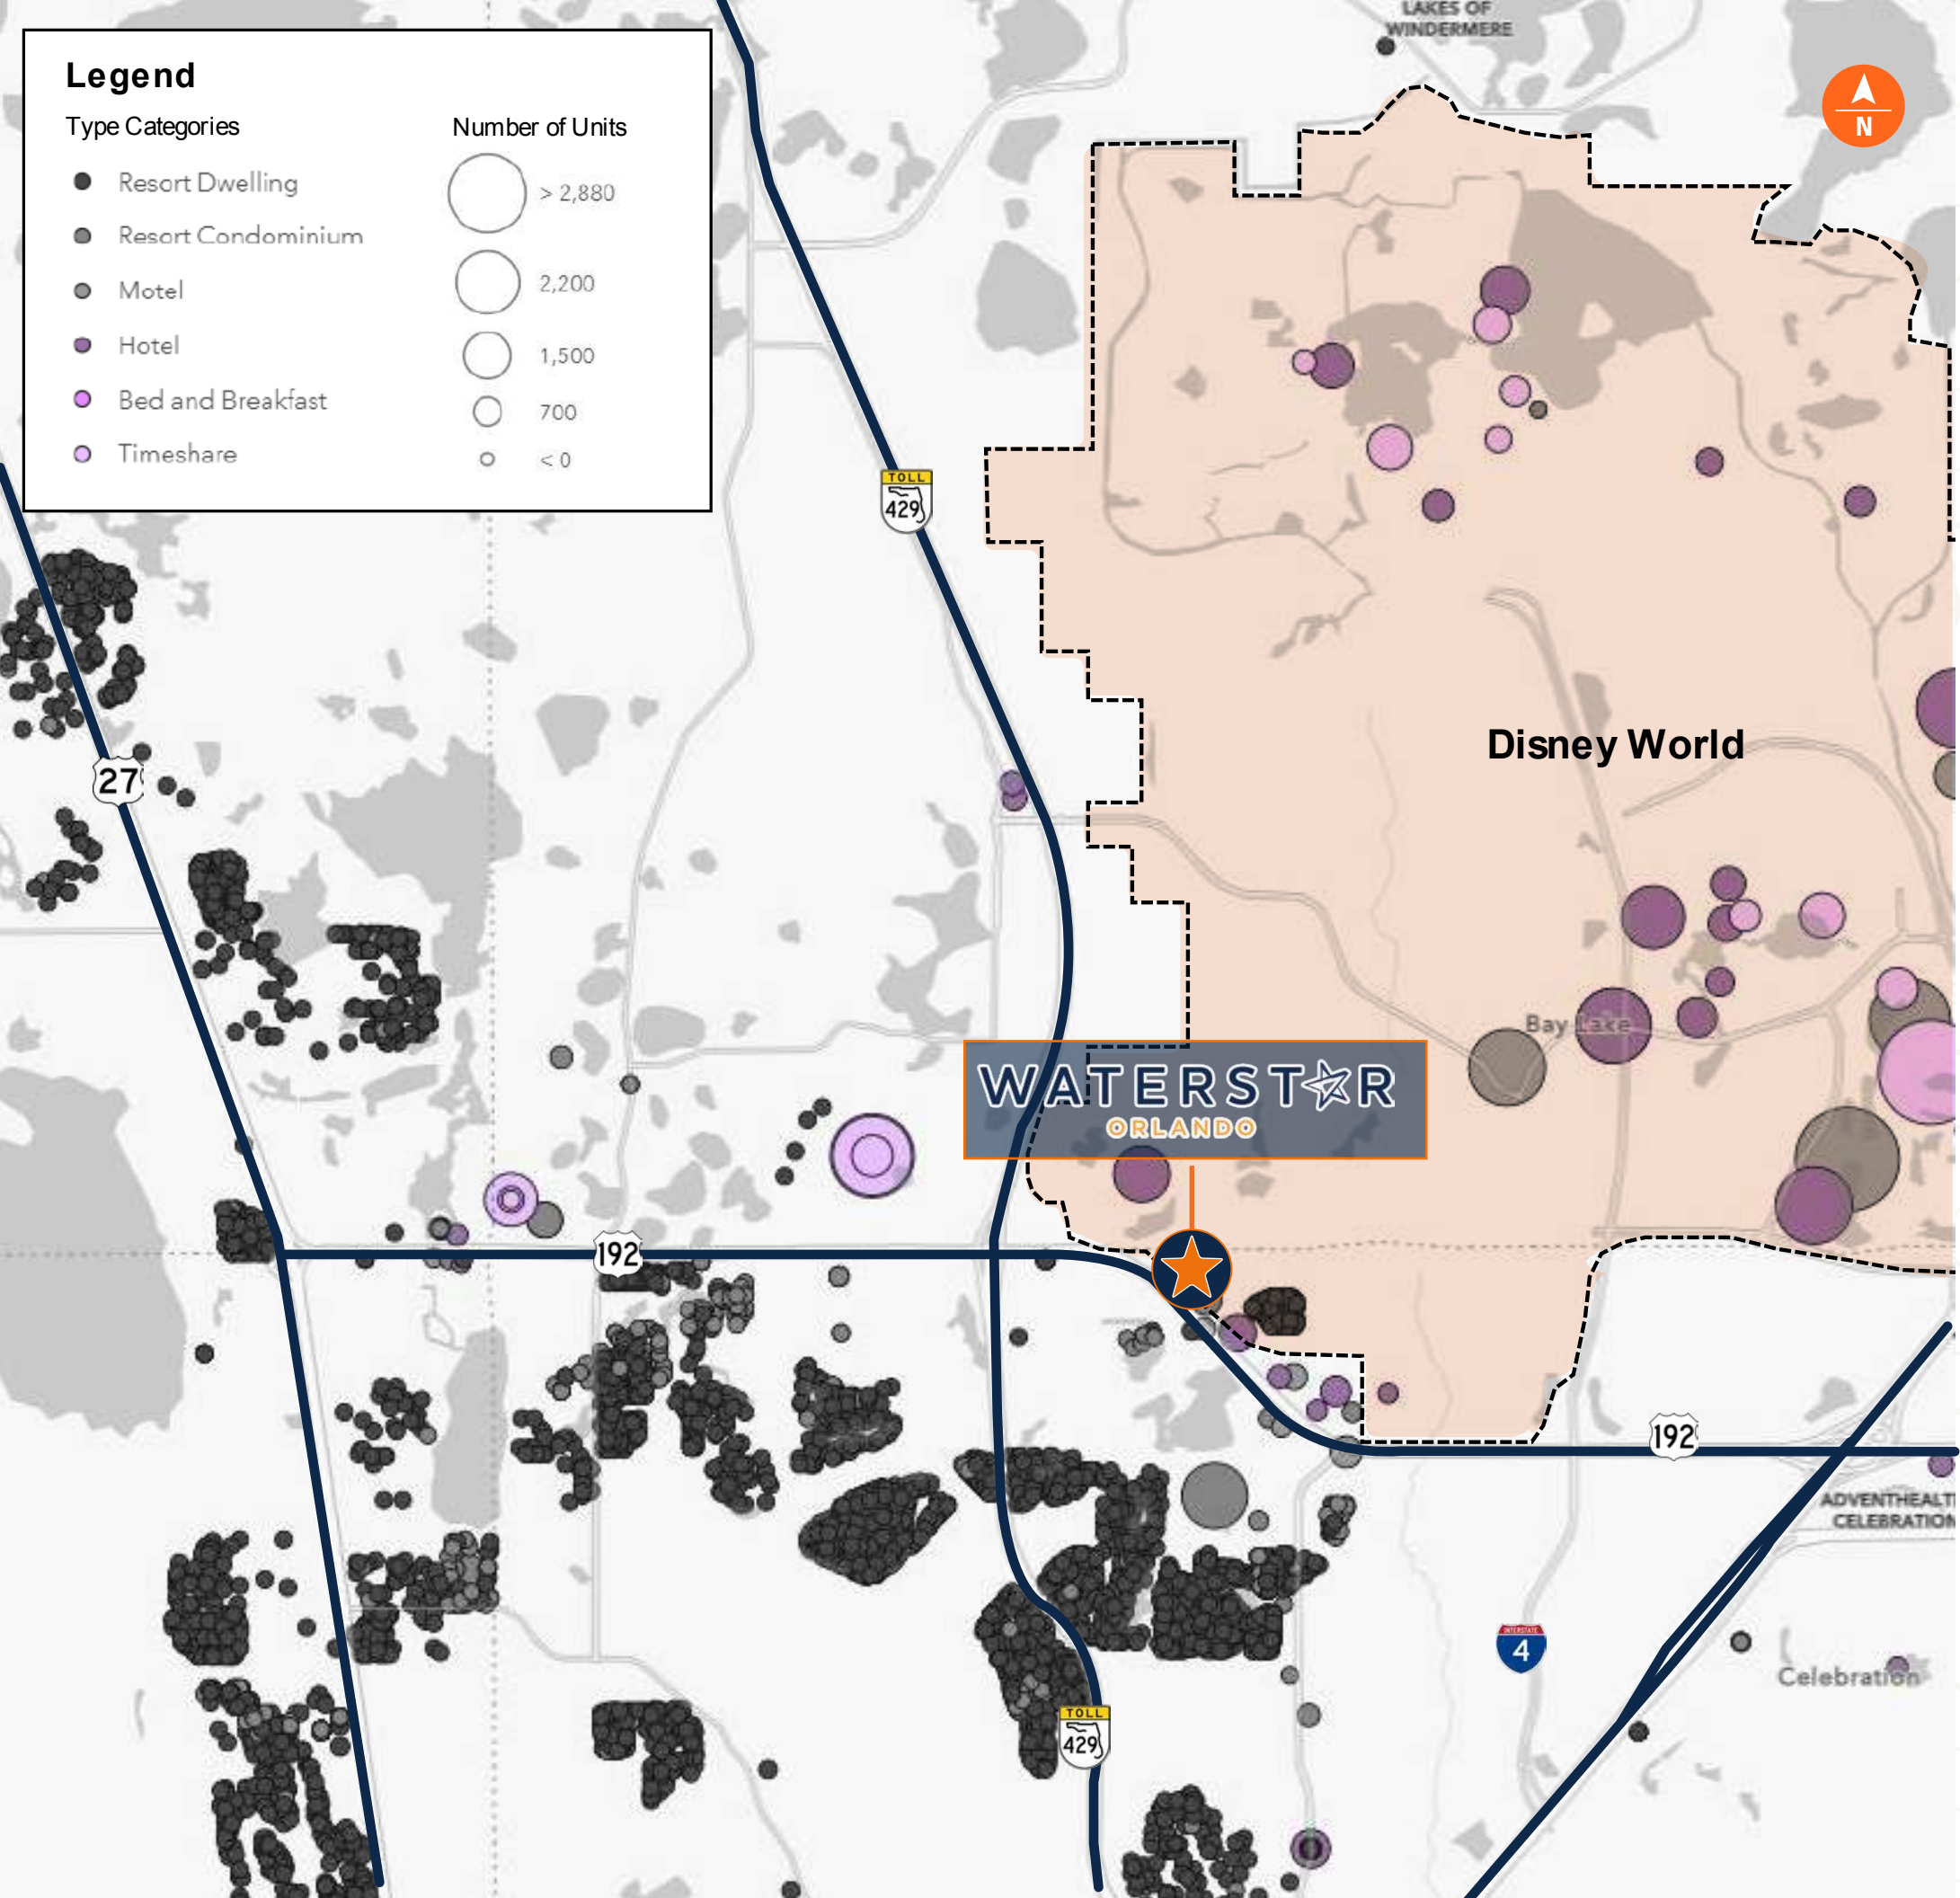 LAKES OF
WINDERMERE
Legend
Type Categories
Number of Units
Resort Dwelling
Resort Condominium
Motel
Hotel
Bed and Breakfast
Timeshare
> 2,880
2,200
1,500
700
< 0
N
TOLL
429
27
Disney World
Bay Lake
WATERSTAR
ORLANDO
192
192
ADVENTHEALT
CELEBRATION
INTERSTATE
4
Celebration
TOLL
429